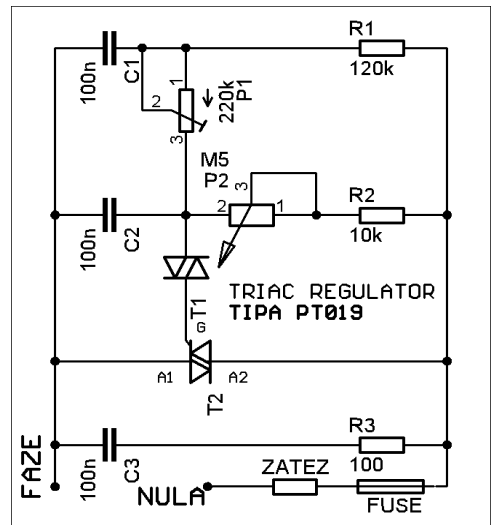 R1
120k
100n
C1
1
2
3
220k
P1
M5
P2
3
2
1
R2
10k
100n
C2
T1
TRIAC REGULATOR
TIPA PT019
G
A1
A2
T2
R3
100
100n
C3
FAZE
NULA
ZATEZ
FUSE